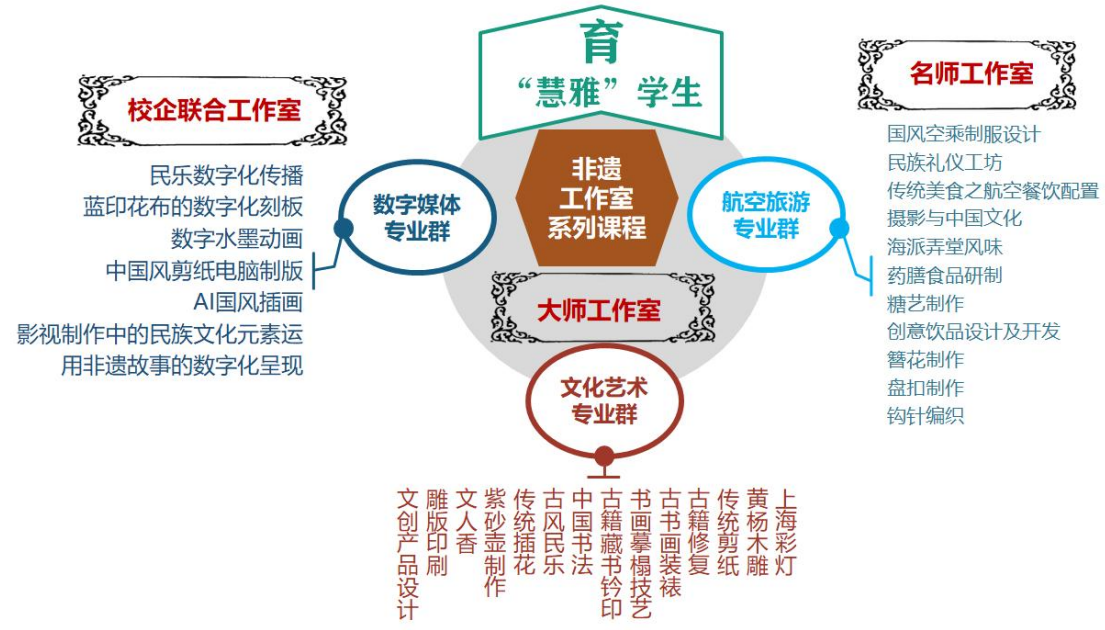 育
“慧雅”学生
校企联合工作室
民乐数字化传播
蓝印花布的数字化刻板
数字水墨动画
中国风剪纸电脑制版
AI国风插画
影视制作中的民族文化元素运
用非遗故事的数字化呈现
数字媒体
专业群
非遗
工作室
系列课程
航空旅游
专业群
名师工作室
国风空乘制服设计
民族礼仪工坊
传统美食之航空餐饮配置
摄影与中国文化
海派弄堂风味
药膳食品研制
糖艺制作
创意饮品设计及开发
簪花制作
盘扣制作
钩针编织
大师工作室
文化艺术
专业群
文创产品设计
雕版印刷
文人香
紫砂壶制作
传统插花
古风民乐
中国书法
古籍藏书钤印
书画摹榻技艺
古书画装裱
古籍修复
传统剪纸
黄杨木雕
上海彩灯